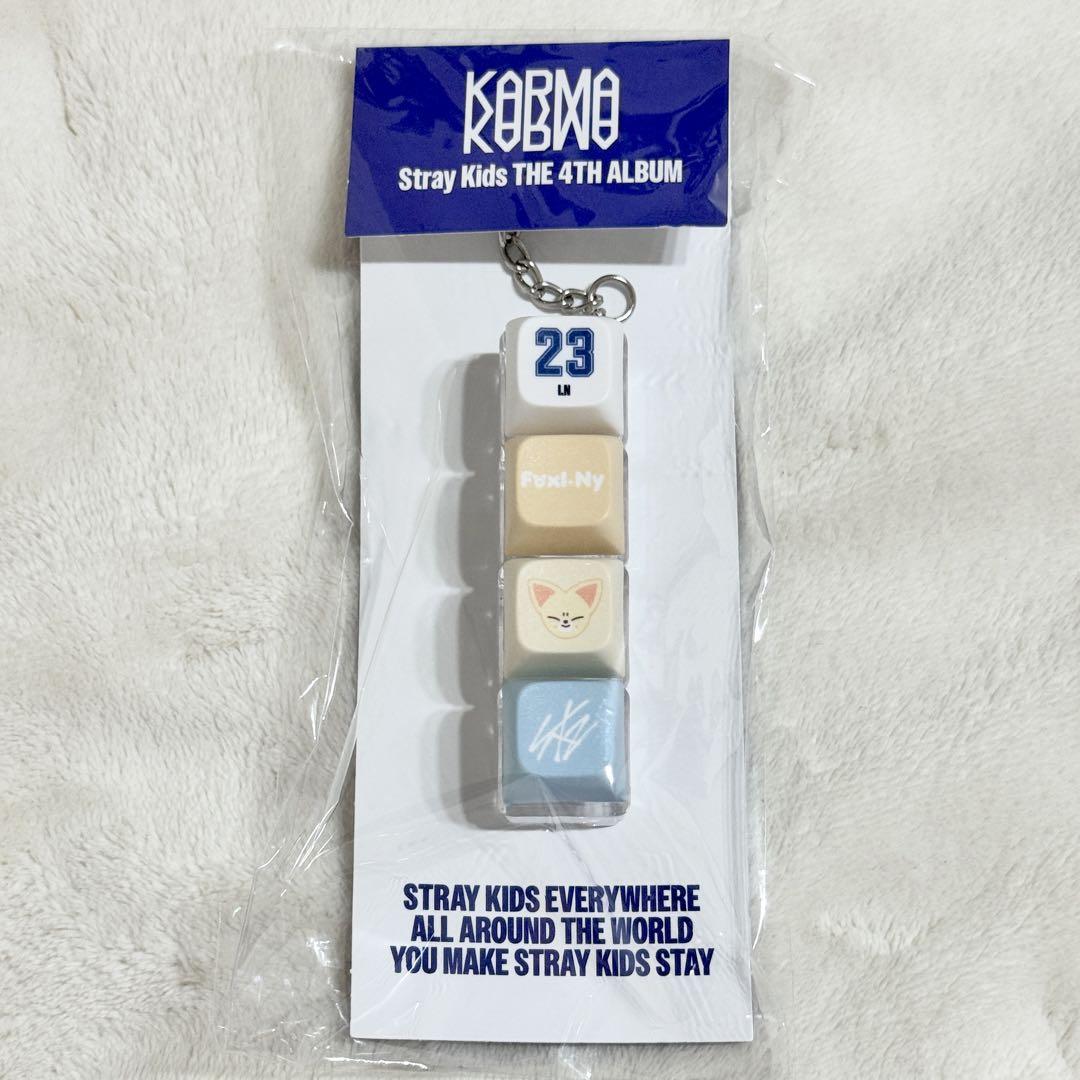 KARMA
Stray Kids THE 4TH ALBUM
23
I.N
FoxI.Ny
SKZ
STRAY KIDS EVERYWHERE
ALL AROUND THE WORLD
YOU MAKE STRAY KIDS STAY